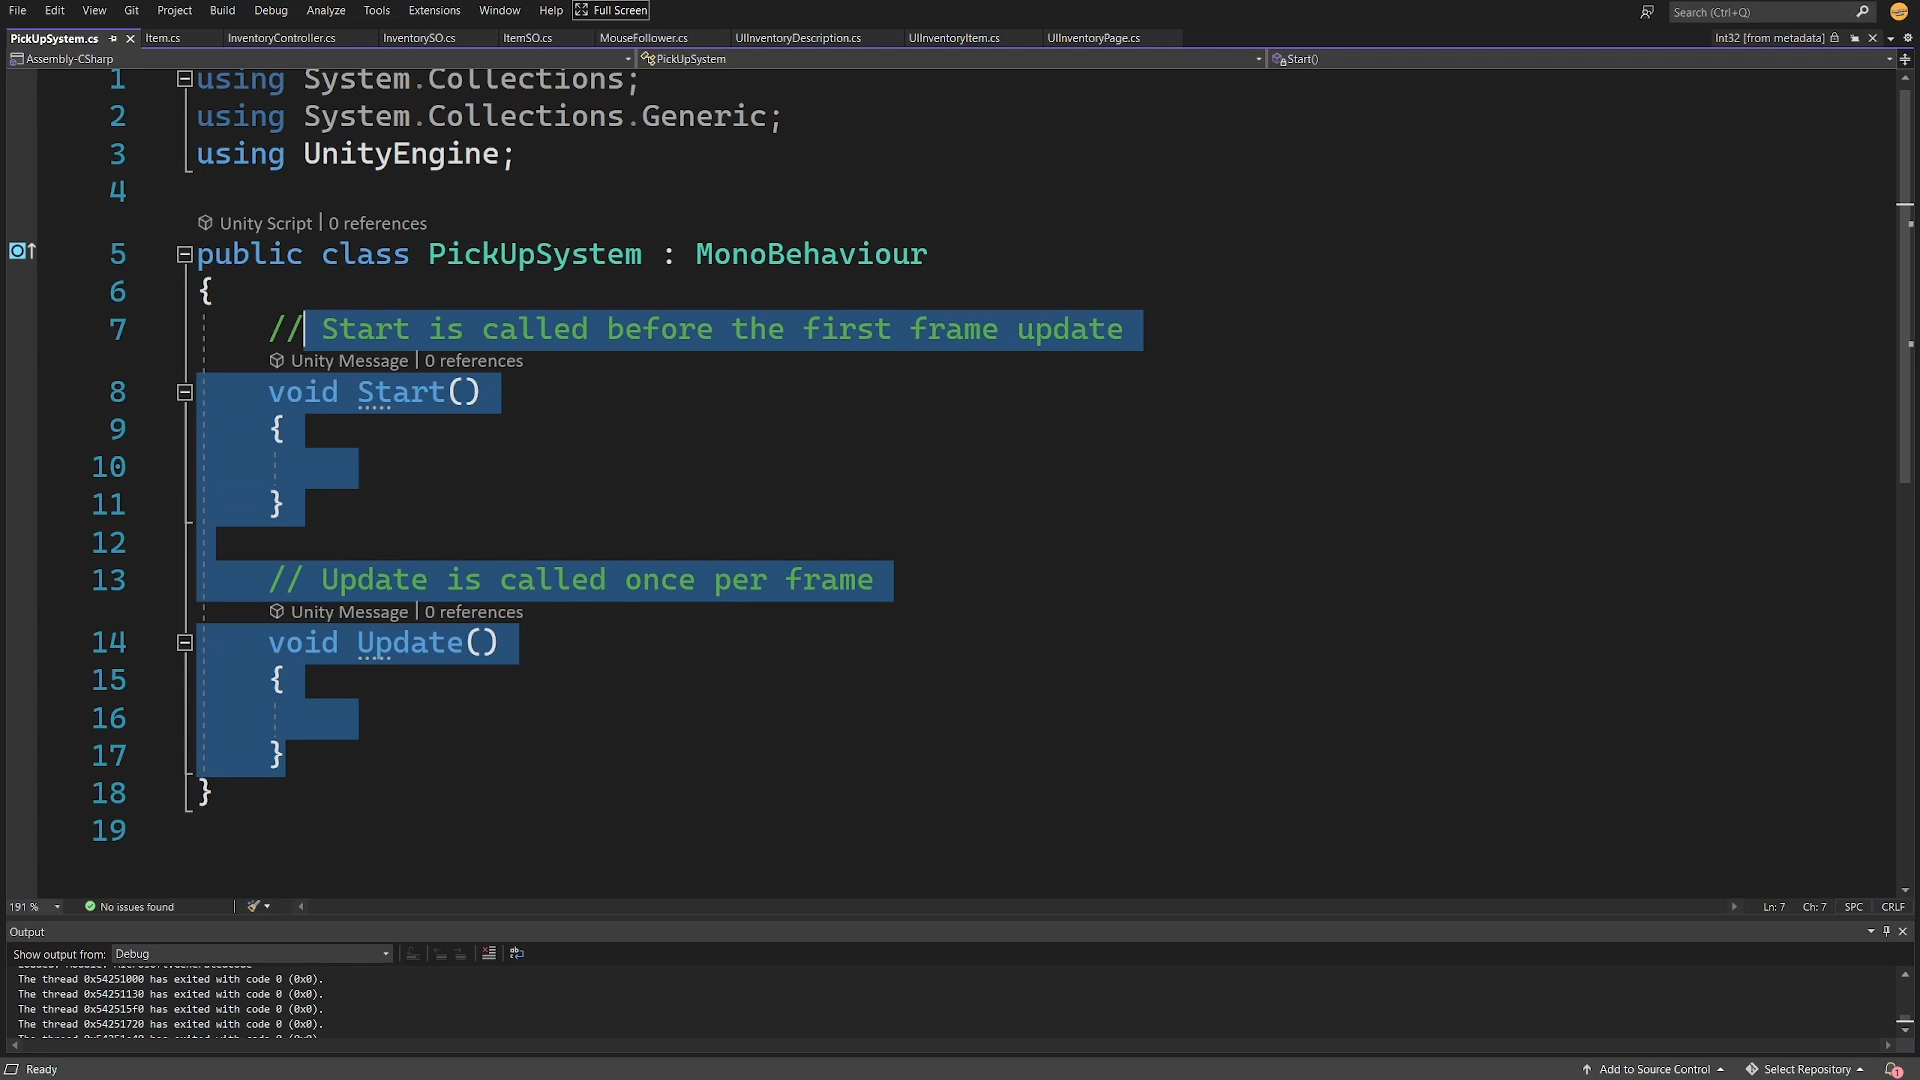 File Edit View Git Project Build Debug Analyze Tools Extensions Window Help Full Screen Search (Ctrl+Q)
PickUpSystem.cs Item.cs InventoryController.cs InventorySO.cs ItemSO.cs MouseFollower.cs UIInventoryDescription.cs UIInventoryItem.cs UIInventoryPage.cs Int32 [from metadata]
Assembly-CSharp PickUpSystem Start()
1 using System.Collections;
2 using System.Collections.Generic;
3 using UnityEngine;
4
Unity Script | 0 references
5 public class PickUpSystem : MonoBehaviour
6 {
7 // Start is called before the first frame update
Unity Message | 0 references
8 void Start()
9 {
10
11 }
12
13 // Update is called once per frame
Unity Message | 0 references
14 void Update()
15 {
16
17 }
18 }
19
191 % No issues found Ln: 7 Ch: 7 SPC CRLF
Output
Show output from: Debug
The thread 0x54251000 has exited with code 0 (0x0).
The thread 0x54251130 has exited with code 0 (0x0).
The thread 0x542515f0 has exited with code 0 (0x0).
The thread 0x54251720 has exited with code 0 (0x0).
Ready Add to Source Control Select Repository 1